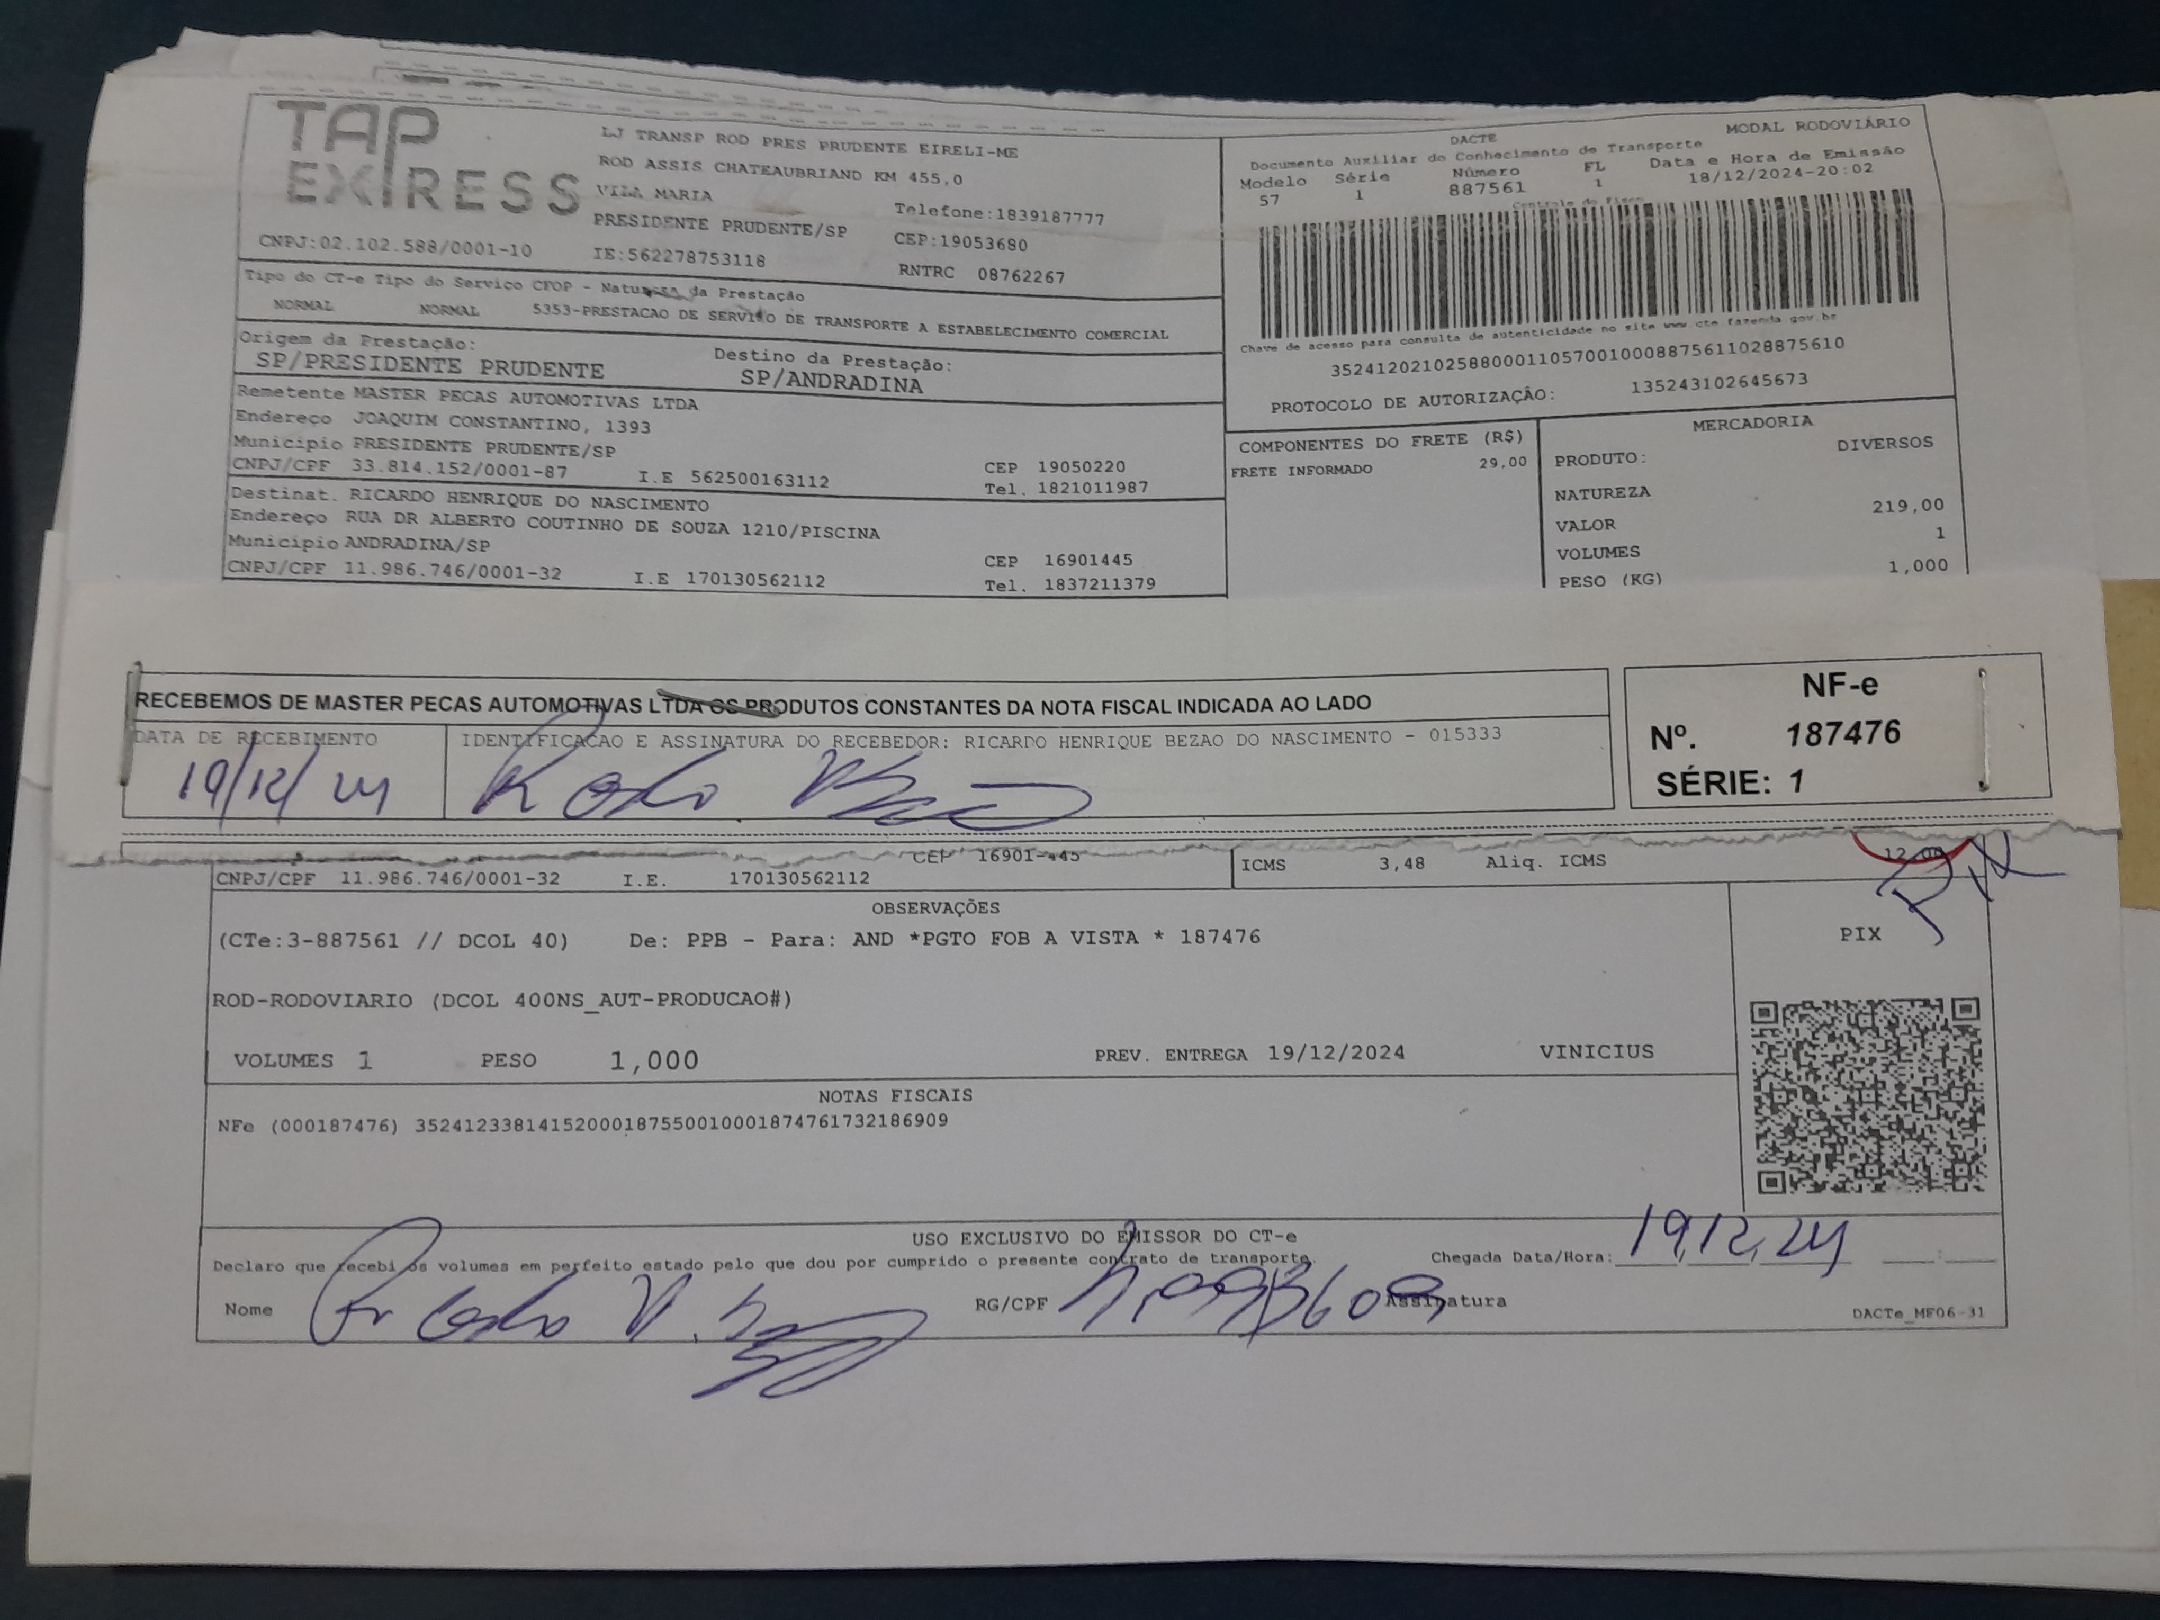 TAP
EXPRESS
LJ TRANSP ROD PRES PRUDENTE EIRELI-ME
ROD ASSIS CHATEAUBRIAND KM 455,0
VILA MARIA
Telefone:1839187777
PRESIDENTE PRUDENTE/SP
CEP:19053680
CNPJ:02.102.588/0001-10
IE:562278753118
RNTRC 08762267
DACTE
MODAL RODOVIÁRIO
Documento Auxiliar do Conhecimento de Transporte
Modelo Série Número FL Data e Hora de Emissão
57 1 887561 1 18/12/2024-20:02
Controle do Fisco
Chave de acesso para consulta de autenticidade no site www.cte.fazenda.gov.br
35241202102588000110570010008875611028875610
PROTOCOLO DE AUTORIZAÇÃO: 135243102645673
Tipo do CT-e Tipo do Serviço CFOP - Natureza da Prestação
NORMAL NORMAL 5353-PRESTACAO DE SERVIÇO DE TRANSPORTE A ESTABELECIMENTO COMERCIAL
Origem da Prestação: Destino da Prestação:
SP/PRESIDENTE PRUDENTE SP/ANDRADINA
Remetente MASTER PECAS AUTOMOTIVAS LTDA
Endereço JOAQUIM CONSTANTINO, 1393
Município PRESIDENTE PRUDENTE/SP
CEP 19050220
CNPJ/CPF 33.814.152/0001-87 I.E 562500163112 Tel. 1821011987
Destinat. RICARDO HENRIQUE DO NASCIMENTO
Endereço RUA DR ALBERTO COUTINHO DE SOUZA 1210/PISCINA
Município ANDRADINA/SP
CEP 16901445
CNPJ/CPF 11.986.746/0001-32 I.E 170130562112 Tel. 1837211379
COMPONENTES DO FRETE (R$)
FRETE INFORMADO 29,00
MERCADORIA
PRODUTO: DIVERSOS
NATUREZA
VALOR 219,00
VOLUMES 1
PESO (KG) 1,000
RECEBEMOS DE MASTER PECAS AUTOMOTIVAS LTDA OS PRODUTOS CONSTANTES DA NOTA FISCAL INDICADA AO LADO
DATA DE RECEBIMENTO
19/12/24
IDENTIFICACAO E ASSINATURA DO RECEBEDOR: RICARDO HENRIQUE BEZAO DO NASCIMENTO - 015333
NF-e
Nº. 187476
SÉRIE: 1
CEP 16901-445
CNPJ/CPF 11.986.746/0001-32 I.E. 170130562112
ICMS 3,48 Aliq. ICMS 12,00
OBSERVAÇÕES
(CTe:3-887561 // DCOL 40) De: PPB - Para: AND *PGTO FOB A VISTA * 187476
PIX
ROD-RODOVIARIO (DCOL 400NS_AUT-PRODUCAO#)
VOLUMES 1 PESO 1,000 PREV. ENTREGA 19/12/2024 VINICIUS
NOTAS FISCAIS
NFe (000187476) 35241233814152000187550010001874761732186909
USO EXCLUSIVO DO EMISSOR DO CT-e
Declaro que recebi os volumes em perfeito estado pelo que dou por cumprido o presente contrato de transporte.
Chegada Data/Hora: 19,12,24
Nome RG/CPF Assinatura
DACTe_MF06-31